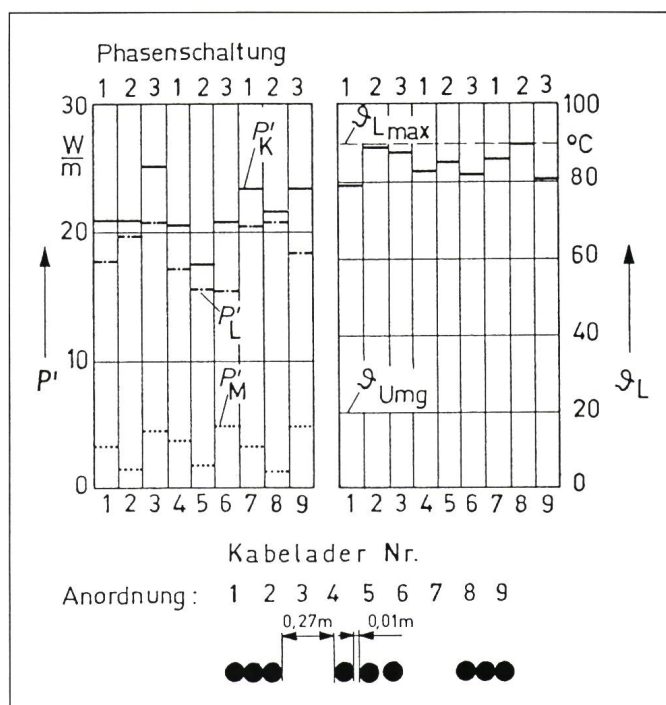 Phasenschaltung
1 2 3 1 2 3 1 2 3
1 2 3 1 2 3 1 2 3
30
W/m
20
10
0
P'
P'K
P'L
P'M
1 2 3 4 5 6 7 8 9
100
°C
80
60
40
20
0
ϑL
ϑLmax
ϑUmg
1 2 3 4 5 6 7 8 9
Kabelader Nr.
Anordnung: 1 2 3 4 5 6 7 8 9
0,27m 0,01m